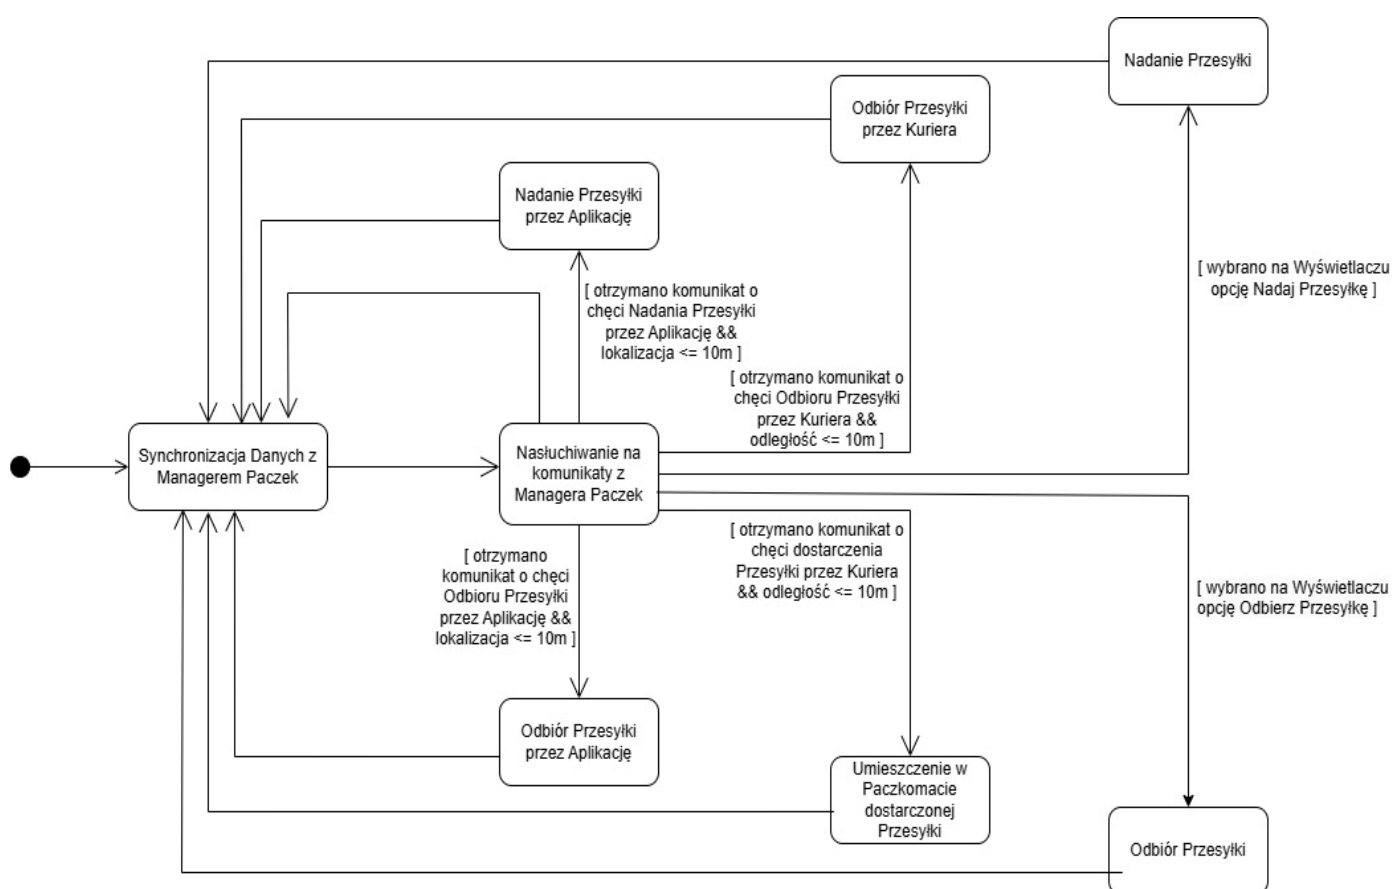 Nadanie Przesyłki
Odbiór Przesyłki
przez Kuriera
Nadanie Przesyłki
przez Aplikację
[ wybrano na Wyświetlaczu
opcję Nadaj Przesyłkę ]
[ otrzymano komunikat o
chęci Nadania Przesyłki
przez Aplikację &&
lokalizacja <= 10m ]
[ otrzymano komunikat o
chęci Odbioru Przesyłki
przez Kuriera &&
odległość <= 10m ]
Synchronizacja Danych z
Managerem Paczek
Nasłuchiwanie na
komunikaty z
Managera Paczek
[ otrzymano
komunikat o chęci
Odbioru Przesyłki
przez Aplikację &&
lokalizacja <= 10m ]
[ otrzymano komunikat o
chęci dostarczenia
Przesyłki przez Kuriera
&& odległość <= 10m ]
[ wybrano na Wyświetlaczu
opcję Odbierz Przesyłkę ]
Odbiór Przesyłki
przez Aplikację
Umieszczenie w
Paczkomacie
dostarczonej
Przesyłki
Odbiór Przesyłki